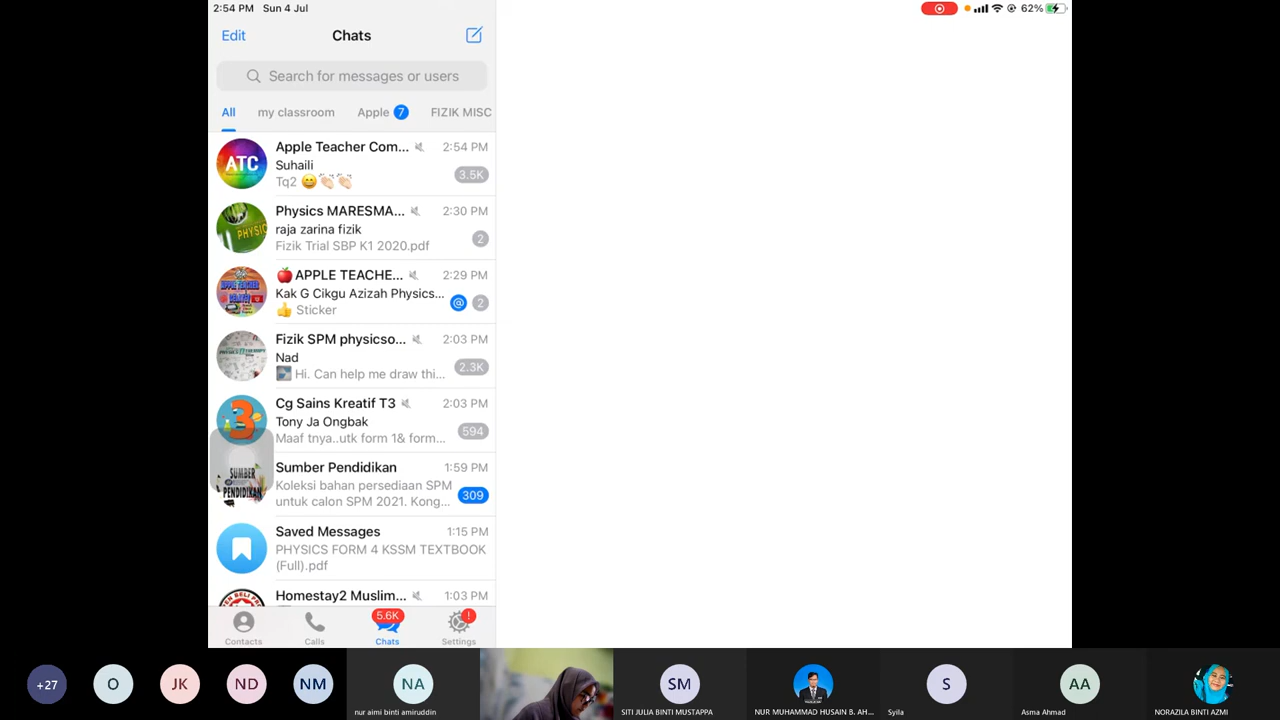 2:54 PM Sun 4 Jul
62%
Edit
Chats
Search for messages or users
All
my classroom
Apple 7
FIZIK MISC
ATC
Apple Teacher Com...
2:54 PM
Suhaili
Tq2 😄👏🏻👏🏻
3.5K
Physics MARESMA...
2:30 PM
raja zarina fizik
Fizik Trial SBP K1 2020.pdf
2
🍎 APPLE TEACHE...
2:29 PM
Kak G Cikgu Azizah Physics...
👍 Sticker
@ 2
Fizik SPM physicso...
2:03 PM
Nad
Hi. Can help me draw thi...
2.3K
3
Cg Sains Kreatif T3
2:03 PM
Tony Ja Ongbak
Maaf tnya..utk form 1& form...
594
SUMBER
PENDIDIKAN
Sumber Pendidikan
1:59 PM
Koleksi bahan persediaan SPM
untuk calon SPM 2021. Kong...
309
Saved Messages
1:15 PM
PHYSICS FORM 4 KSSM TEXTBOOK
(Full).pdf
Homestay2 Muslim...
1:03 PM
5.6K
!
Contacts
Calls
Chats
Settings
+27
O
JK
ND
NM
NA
nur aimi binti amiruddin
SM
SITI JULIA BINTI MUSTAPPA
NUR MUHAMMAD HUSAIN B. AH...
S
Syila
AA
Asma Ahmad
NORAZILA BINTI AZMI